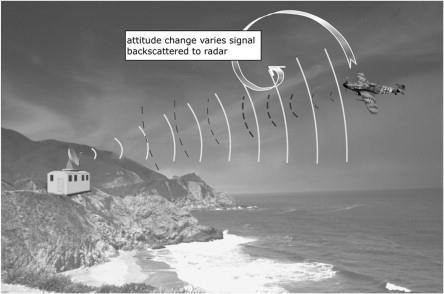 attitude change varies signal
backscattered to radar